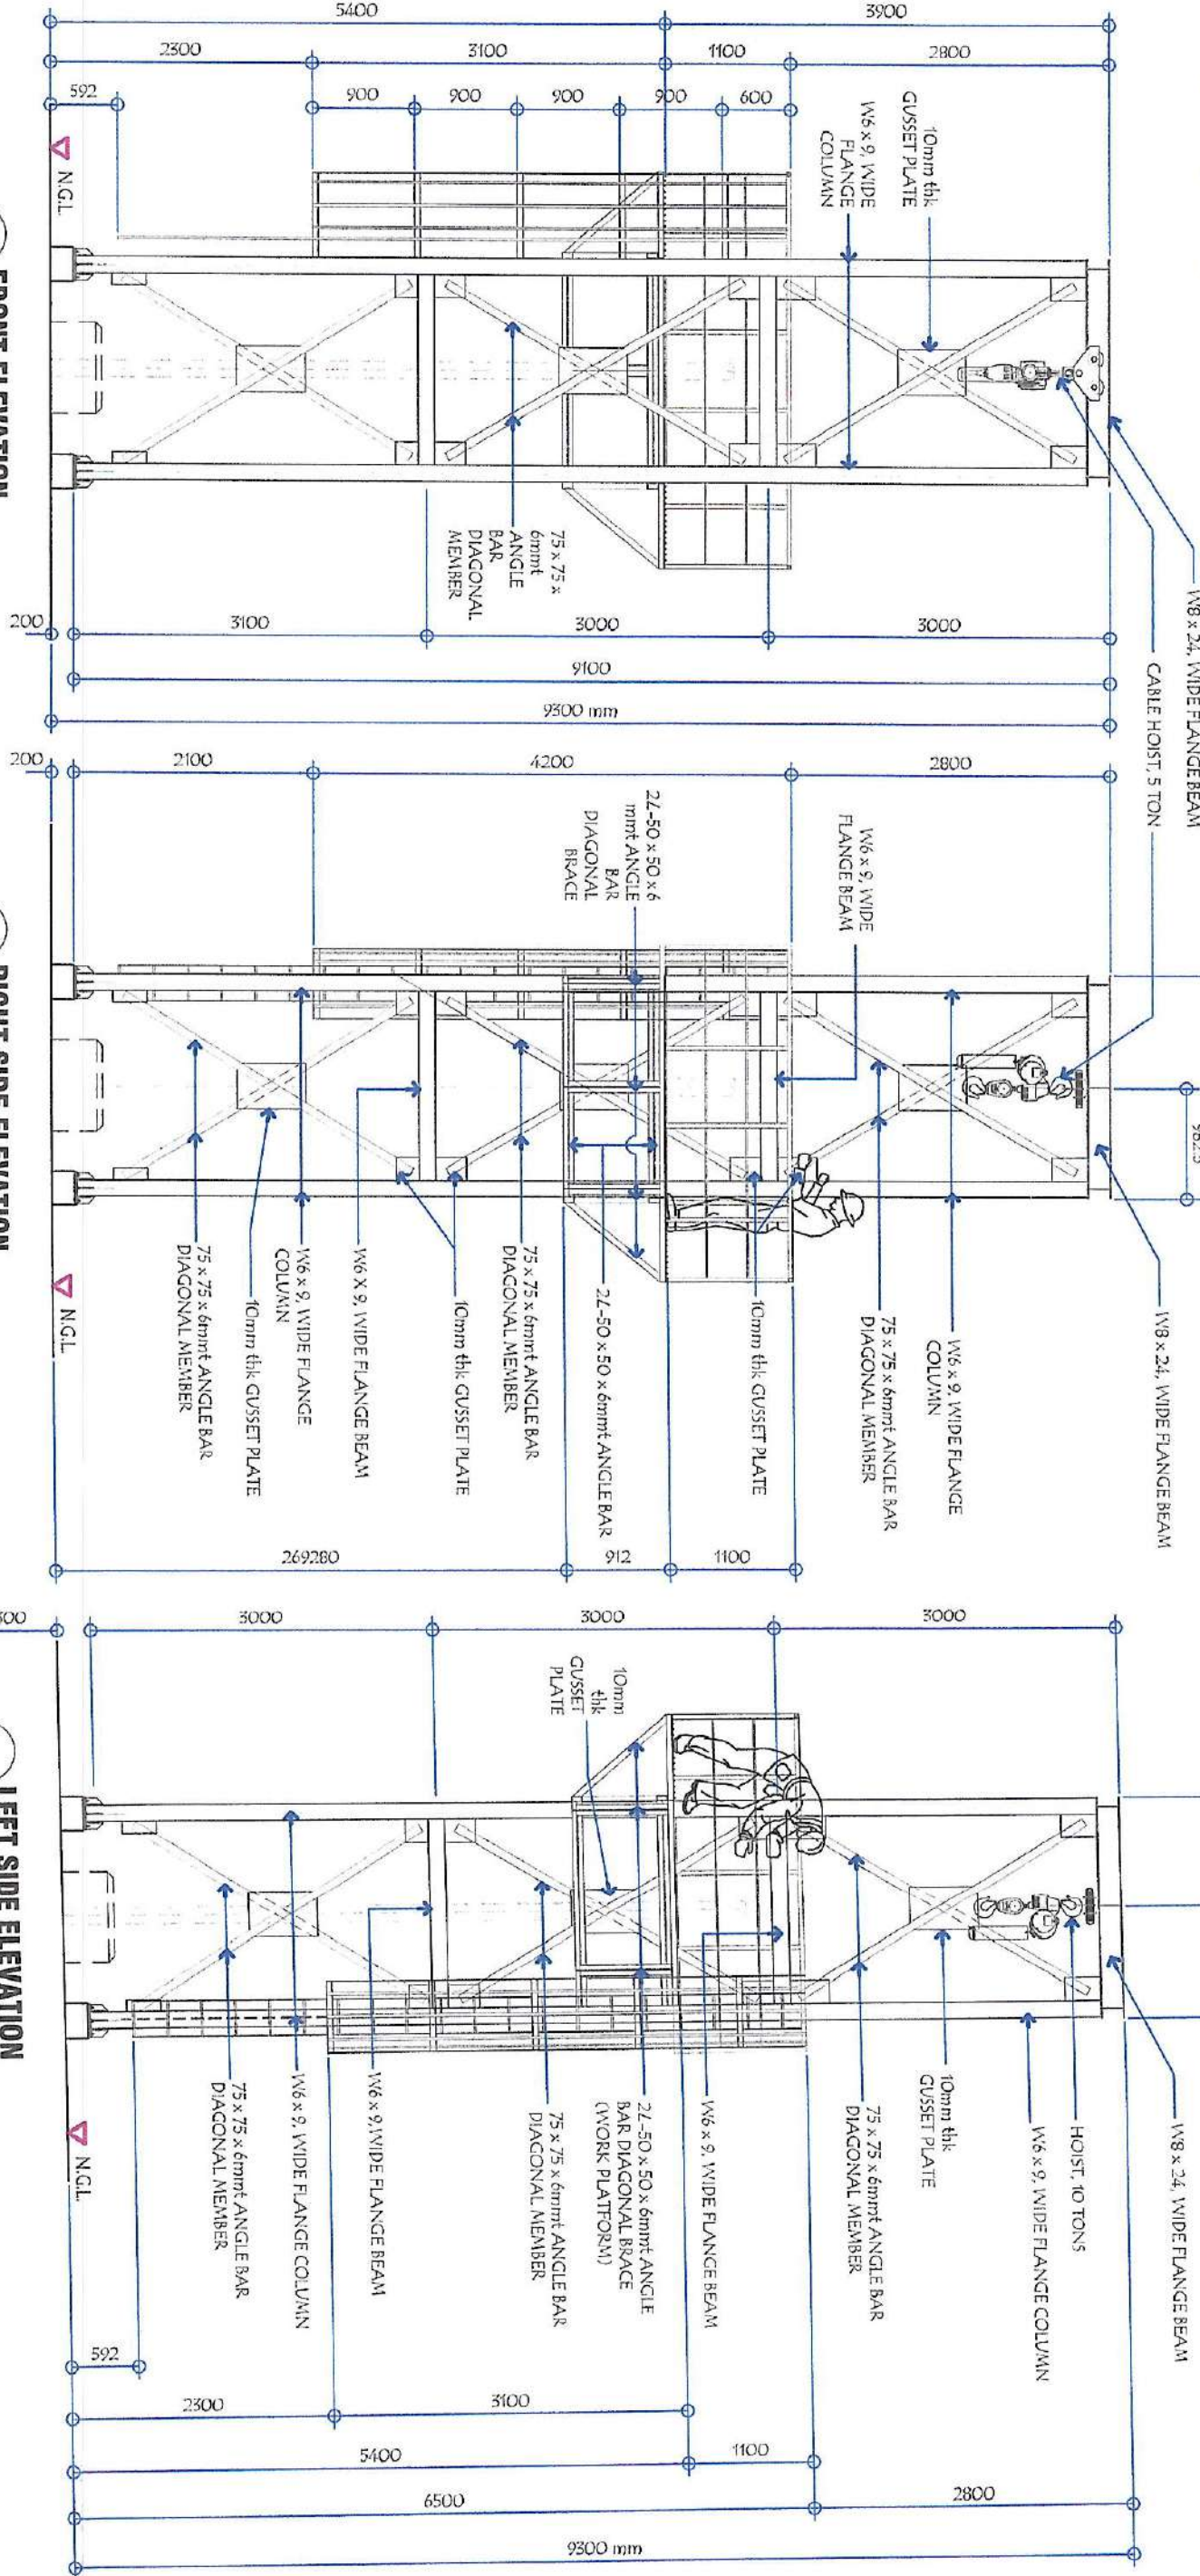 5400
3900
2300
3100
1100
2800
592
900
900
900
900
600
N.G.L.
10mm thk
GUSSET PLATE
W6 x 9, WIDE
FLANGE
COLUMN
75 x 75 x
6mmt
ANGLE
BAR
DIAGONAL
MEMBER
W8 x 24, WIDE FLANGE BEAM
CABLE HOIST, 5 TON
200
3100
3000
3000
9100
9300 mm
FRONT ELEVATION
200
2100
4200
2800
2L-50 x 50 x 6
mmt ANGLE
BAR
DIAGONAL
BRACE
W6 x 9, WIDE
FLANGE BEAM
982.5
N.G.L.
75 x 75 x 6mmt ANGLE BAR
DIAGONAL MEMBER
10mm thk GUSSET PLATE
W6 x 9, WIDE FLANGE
COLUMN
W6 X 9, WIDE FLANGE BEAM
10mm thk GUSSET PLATE
75 x 75 x 6mmt ANGLE BAR
DIAGONAL MEMBER
2L-50 x 50 x 6mmt ANGLE BAR
10mm thk GUSSET PLATE
75 x 75 x 6mmt ANGLE BAR
DIAGONAL MEMBER
W6 x 9, WIDE FLANGE
COLUMN
W8 x 24, WIDE FLANGE BEAM
269280
912
1100
RIGHT SIDE ELEVATION
3000
3000
3000
10mm
thk
GUSSET
PLATE
N.G.L.
75 x 75 x 6mmt ANGLE BAR
DIAGONAL MEMBER
W6 x 9, WIDE FLANGE COLUMN
W6 x 9, WIDE FLANGE BEAM
75 x 75 x 6mmt ANGLE BAR
DIAGONAL MEMBER
2L-50 x 50 x 6mmt ANGLE
BAR DIAGONAL BRACE
(WORK PLATFORM)
W6 x 9, WIDE FLANGE BEAM
75 x 75 x 6mmt ANGLE BAR
DIAGONAL MEMBER
10mm thk
GUSSET PLATE
W6 x 9, WIDE FLANGE COLUMN
HOIST, 10 TONS
W8 x 24, WIDE FLANGE BEAM
592
2300
3100
5400
1100
6500
2800
9300 mm
LEFT SIDE ELEVATION